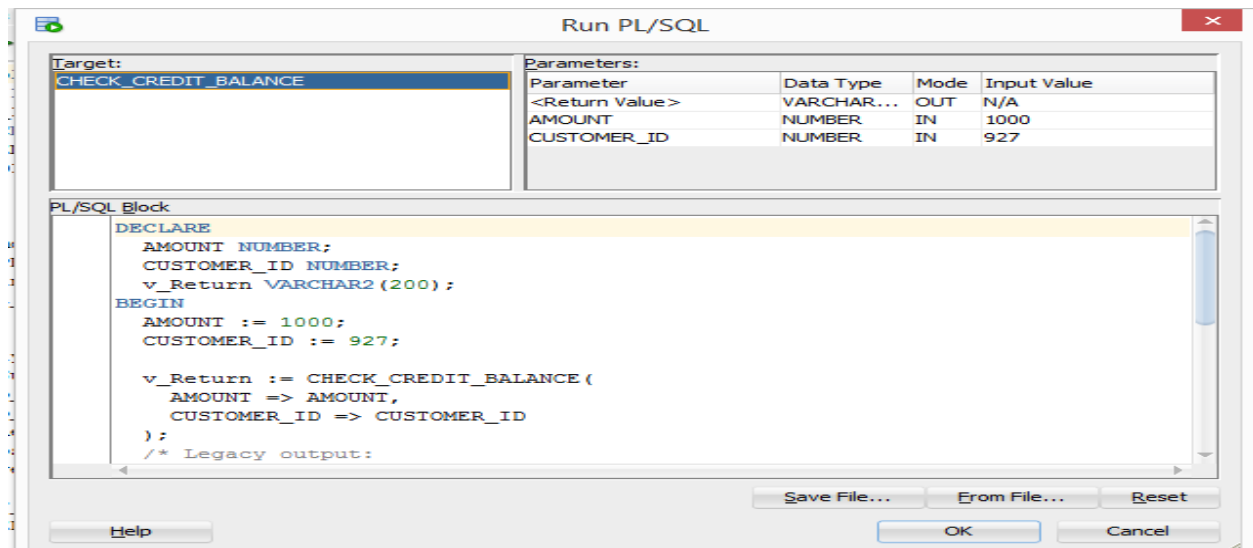 Run PL/SQL
Target:
CHECK_CREDIT_BALANCE
Parameters:
Parameter Data Type Mode Input Value
<Return Value> VARCHAR... OUT N/A
AMOUNT NUMBER IN 1000
CUSTOMER_ID NUMBER IN 927
PL/SQL Block
DECLARE
AMOUNT NUMBER;
CUSTOMER_ID NUMBER;
v_Return VARCHAR2(200);
BEGIN
AMOUNT := 1000;
CUSTOMER_ID := 927;
v_Return := CHECK_CREDIT_BALANCE(
AMOUNT => AMOUNT,
CUSTOMER_ID => CUSTOMER_ID
);
/* Legacy output:
Save File... From File... Reset
Help OK Cancel